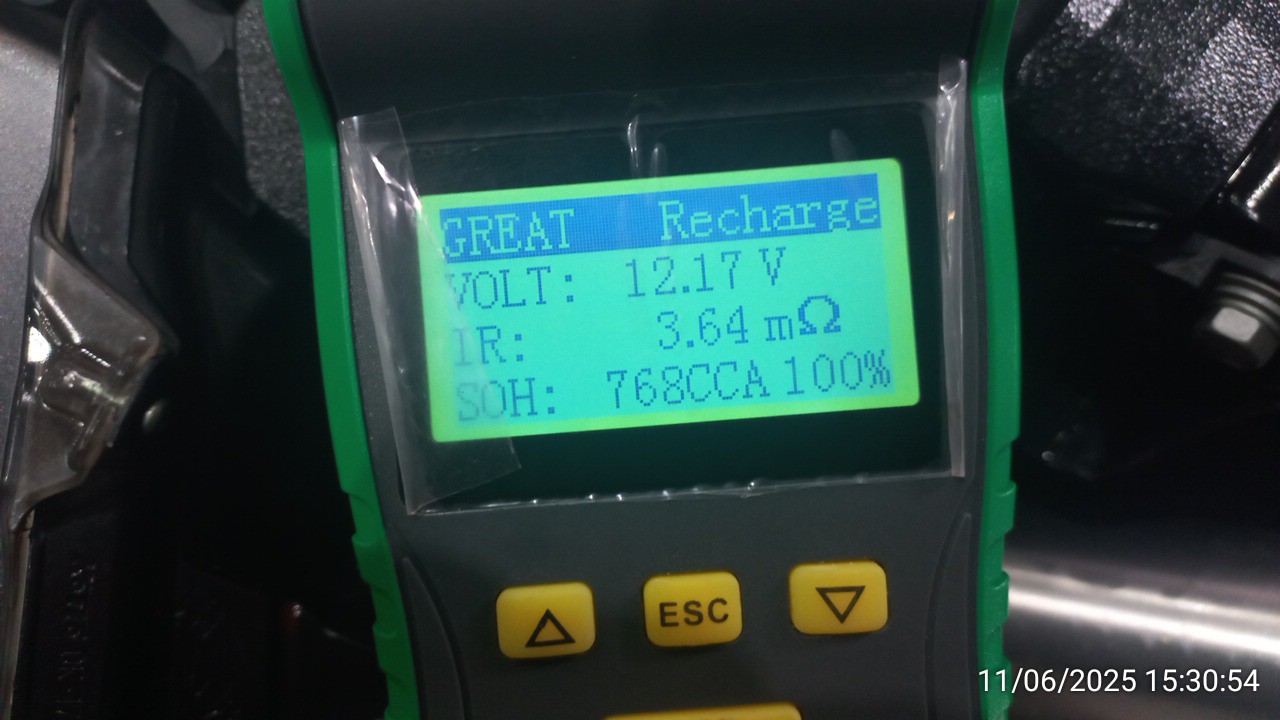 GREAT Recharge
VOLT: 12.17 V
IR: 3.64 mΩ
SOH: 768CCA 100%
ESC
11/06/2025 15:30:54